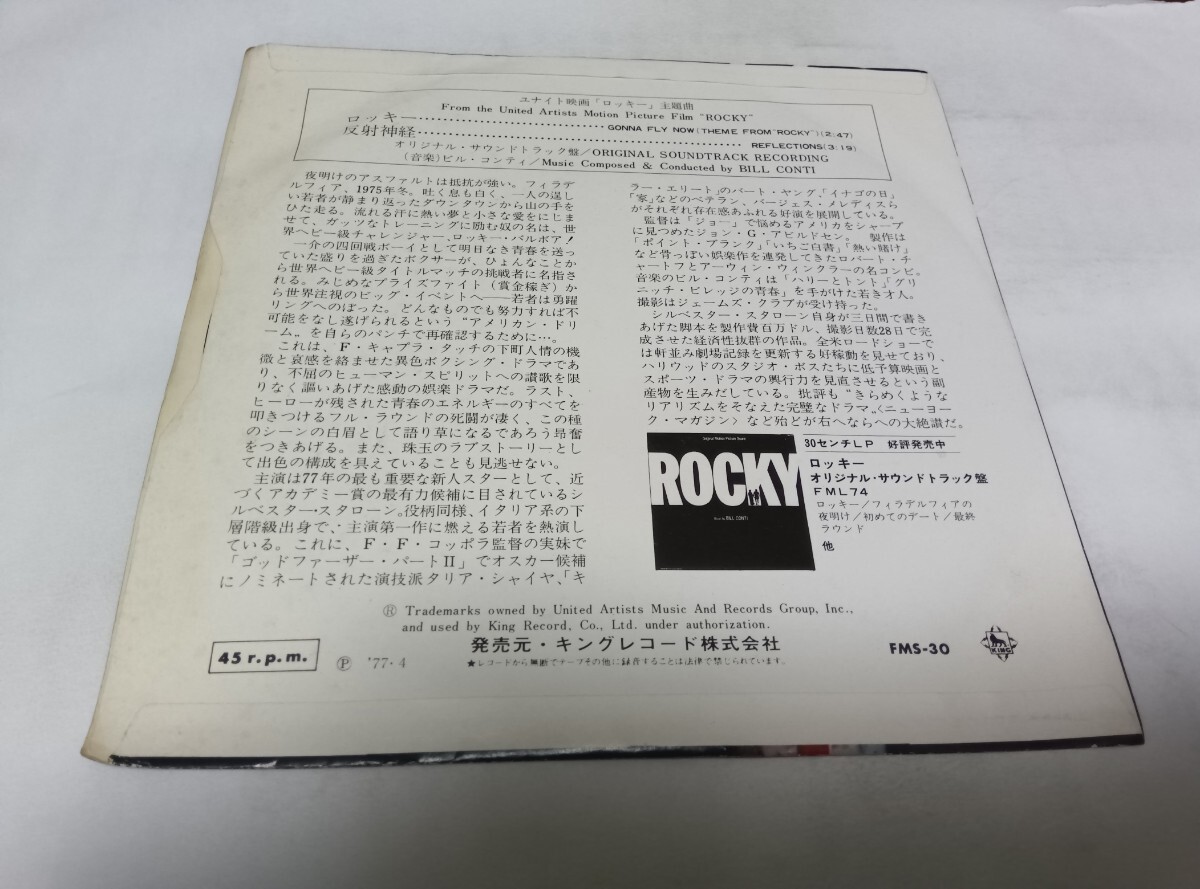 ユナイト映画「ロッキー」主題曲
From the United Artists Motion Picture Film "ROCKY"
ロッキー…………………………GONNA FLY NOW(THEME FROM "ROCKY")(2:47)
反射神経…………………………………………REFLECTIONS(3:19)
オリジナル・サウンドトラック盤/ORIGINAL SOUNDTRACK RECORDING
(音楽)ビル・コンティ/Music Composed & Conducted by BILL CONTI
夜明けのアスファルトは抵抗が強い。フィラデ
ルフィア、1975年冬。吐く息も白く、一人の逞し
い若者が静まり返ったダウンタウンから山の手を
ひた走る。流れる汗に熱い夢と小さな愛をにじま
せて、ガッツなトレーニングに励む奴の名は、世
界ヘビー級チャレンジャー、ロッキー・バルボア!
一介の四回戦ボーイとして明日なき青春を送っ
ていた盛りを過ぎたボクサーが、ひょんなことか
ら世界ヘビー級タイトルマッチの挑戦者に名指さ
れる。みじめなプライズファイト(賞金稼ぎ)か
ら世界注視のビッグ・イベントへ──若者は勇躍
リングへのぼった。どんなものでも努力すれば不
可能をなし遂げられるという"アメリカン・ドリ
ーム"を自らのパンチで再確認するために…。
これは、F・キャプラ・タッチの下町人情の機
微と哀感を絡ませた異色ボクシング・ドラマであ
り、不屈のヒューマン・スピリットへの讃歌を限
りなく謳いあげた感動の娯楽ドラマだ。ラスト、
ヒーローが残された青春のエネルギーのすべてを
叩きつけるフル・ラウンドの死闘が凄く、この種
のシーンの白眉として語り草になるであろう昂奮
をつきあげる。また、珠玉のラブストーリーとし
て出色の構成を具えていることも見逃せない。
主演は77年の最も重要な新人スターとして、近
づくアカデミー賞の最有力候補に目されているシ
ルベスター・スタローン。役柄同様、イタリア系の下
層階級出身で、主演第一作に燃える若者を熱演し
ている。これに、F・F・コッポラ監督の実妹で
「ゴッドファーザー・パートII」でオスカー候補
にノミネートされた演技派タリア・シャイヤ、「キ
ラー・エリート」のバート・ヤング、「イナゴの日」
「家」などのベテラン、バージェス・メレディスら
がそれぞれ存在感あふれる好演を展開している。
監督は「ジョー」で悩めるアメリカをシャープ
に見つめたジョン・G・アビルドセン。製作は
「ポイント・ブランク」「いちご白書」「熱い賭け」
など骨っぽい娯楽作を連発してきたロバート・チ
ャートフとアーウィン・ウィンクラーの名コンビ。
音楽のビル・コンティは「ハリーとトント」「グリ
ニッチ・ビレッジの青春」を手がけた若き才人。
撮影はジェームズ・クラブが受け持った。
シルベスター・スタローン自身が三日間で書き
あげた脚本を製作費百万ドル、撮影日数28日で完
成させた経済性抜群の作品。全米ロードショーで
は軒並み劇場記録を更新する好稼動を見せており、
ハリウッドのスタジオ・ボスたちに低予算映画と
スポーツ・ドラマの興行力を見直させるという副
産物を生みだしている。批評も"きらめくような
リアリズムをそなえた完璧なドラマ〟〈ニューヨー
ク・マガジン〉など殆どが右へならへの大絶讃だ。
Original Motion Picture Score
ROCKY
Music by BILL CONTI
30センチLP 好評発売中
ロッキー
オリジナル・サウンドトラック盤
FML74
ロッキー/フィラデルフィアの
夜明け/初めてのデート/最終
ラウンド
他
Ⓡ Trademarks owned by United Artists Music And Records Group, Inc.,
and used by King Record, Co., Ltd. under authorization.
発売元・キングレコード株式会社
45 r.p.m.
Ⓟ '77・4
★レコードから無断でテープその他に録音することは法律で禁じられています。
FMS-30
KING